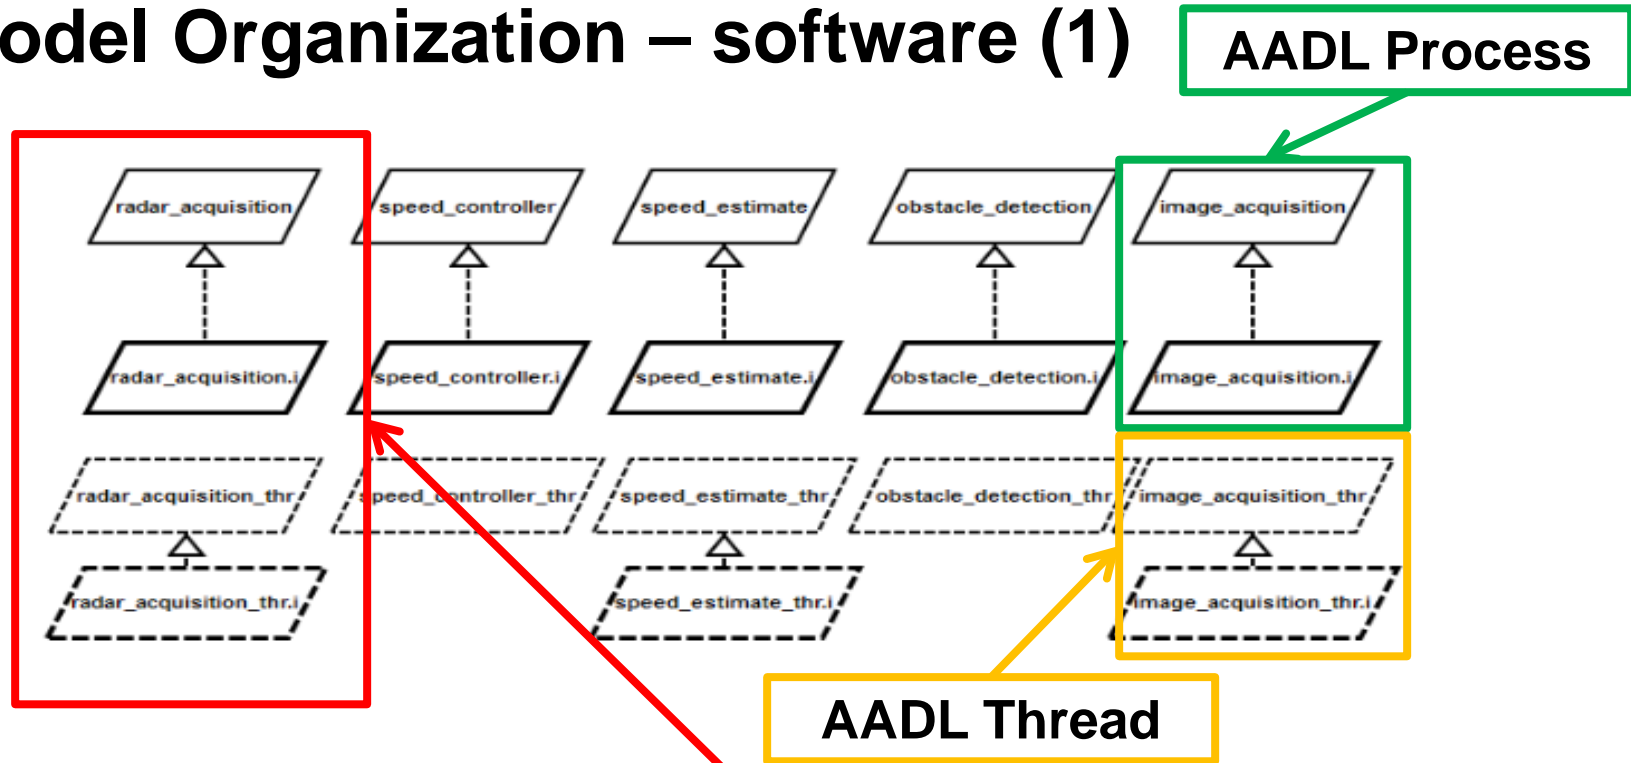 odel Organization – software (1)
AADL Process
radar_acquisition
speed_controller
speed_estimate
obstacle_detection
image_acquisition
radar_acquisition.i
speed_controller.i
speed_estimate.i
obstacle_detection.i
image_acquisition.i
radar_acquisition_thr
speed_controller_thr
speed_estimate_thr
obstacle_detection_thr
image_acquisition_thr
radar_acquisition_thr.i
speed_estimate_thr.i
image_acquisition_thr.i
AADL Thread